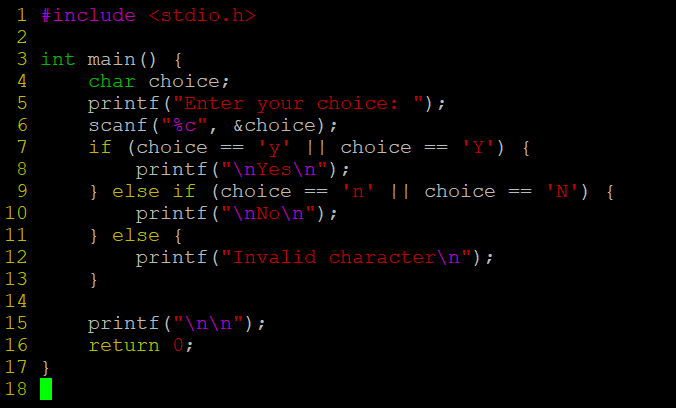 1 #include <stdio.h>
2
3 int main() {
4     char choice;
5     printf("Enter your choice: ");
6     scanf("%c", &choice);
7     if (choice == 'y' || choice == 'Y') {
8         printf("\nYes\n");
9     } else if (choice == 'n' || choice == 'N') {
10         printf("\nNo\n");
11     } else {
12         printf("Invalid character\n");
13     }
14
15     printf("\n\n");
16     return 0;
17 }
18